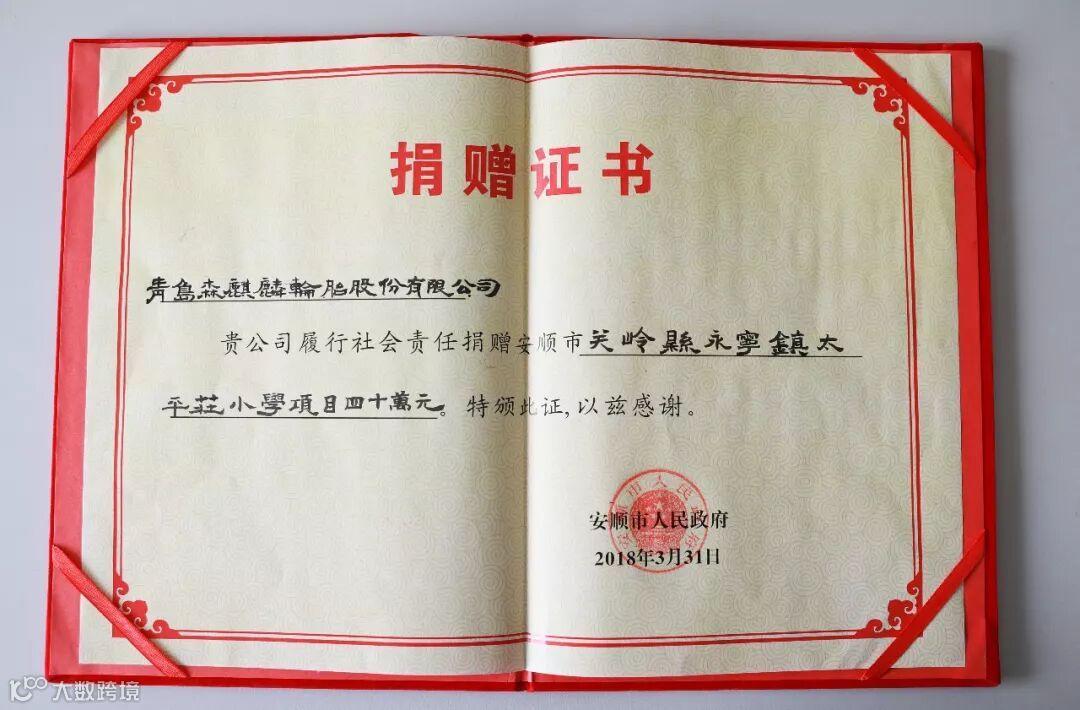 捐赠证书
青島森麒麟輪胎股份有限公司
贵公司履行社会责任捐赠安顺市关岭縣永寧鎮太
平莊小學項目四十萬元。特颁此证,以兹感谢。
安顺市人民政府
2018年3月31日
大数跨境